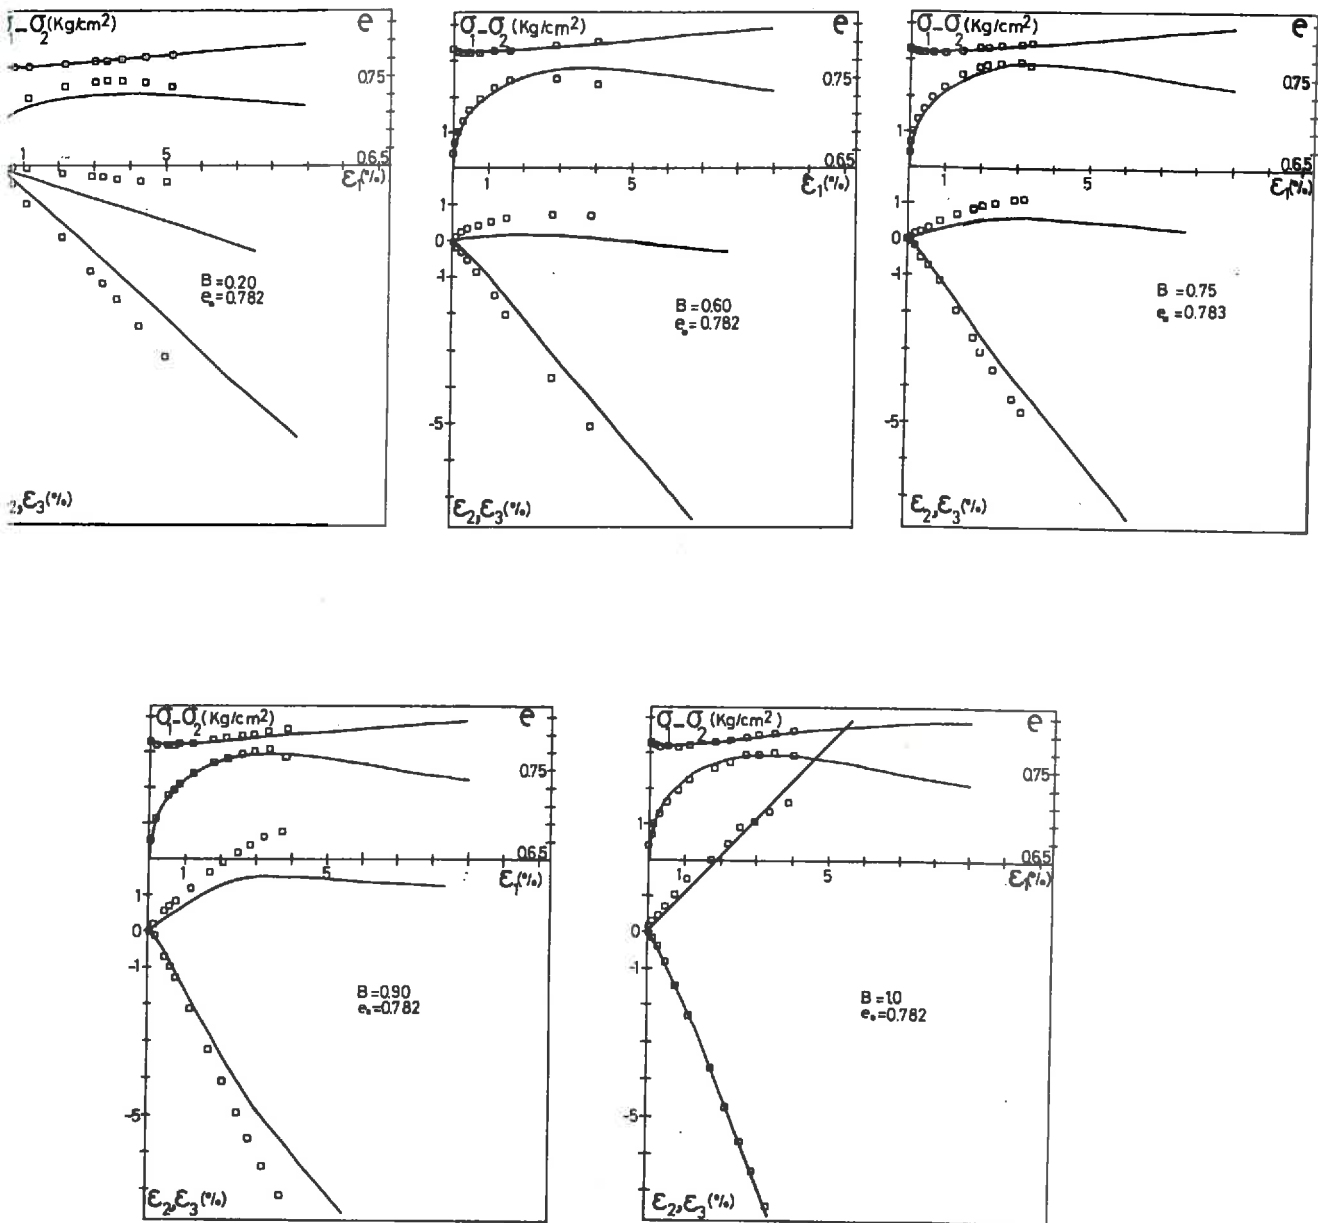 –σ₂ (Kg/cm²) e
0.75
0.65
1 5
ε₁(%)
B=0.20
e₀=0.782
₂,ε₃(%)
σ₁–σ₂ (Kg/cm²) e
0.75
1
0.65
1 5
ε₁(%)
1
0
-1
B=0.60
e₀=0.782
-5
ε₂,ε₃(%)
σ₁–σ₂ (Kg/cm²) e
0.75
1
0.65
1 5
ε₁(%)
1
0
-1
B=0.75
e₀=0.783
-5
ε₂,ε₃(%)
σ₁–σ₂ (Kg/cm²) e
0.75
1
0.65
1 5
ε₁(%)
1
0
-1
B=0.90
e₀=0.782
-5
ε₂,ε₃(%)
σ₁–σ₂ (Kg/cm²) e
0.75
1
0.65
1 5
ε₁(%)
1
0
-1
B=1.0
e₀=0.782
-5
ε₂,ε₃(%)